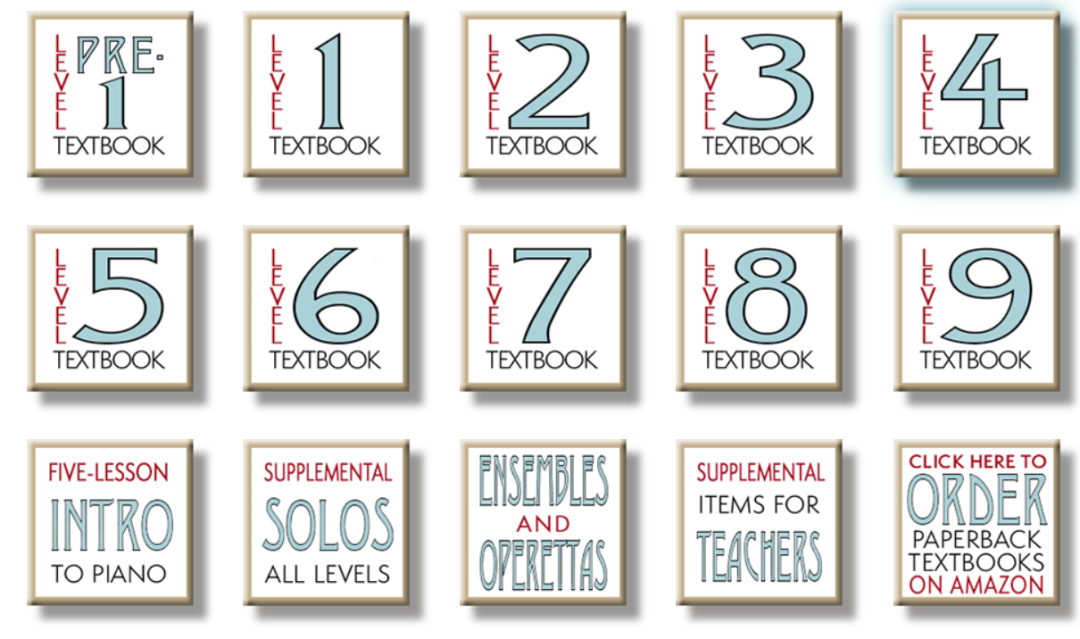 LEVEL PRE-1
TEXTBOOK
LEVEL 1
TEXTBOOK
LEVEL 2
TEXTBOOK
LEVEL 3
TEXTBOOK
LEVEL 4
TEXTBOOK
LEVEL 5
TEXTBOOK
LEVEL 6
TEXTBOOK
LEVEL 7
TEXTBOOK
LEVEL 8
TEXTBOOK
LEVEL 9
TEXTBOOK
FIVE-LESSON
INTRO
TO PIANO
SUPPLEMENTAL
SOLOS
ALL LEVELS
ENSEMBLES
AND
OPERETTAS
SUPPLEMENTAL
ITEMS FOR
TEACHERS
CLICK HERE TO
ORDER
PAPERBACK
TEXTBOOKS
ON AMAZON